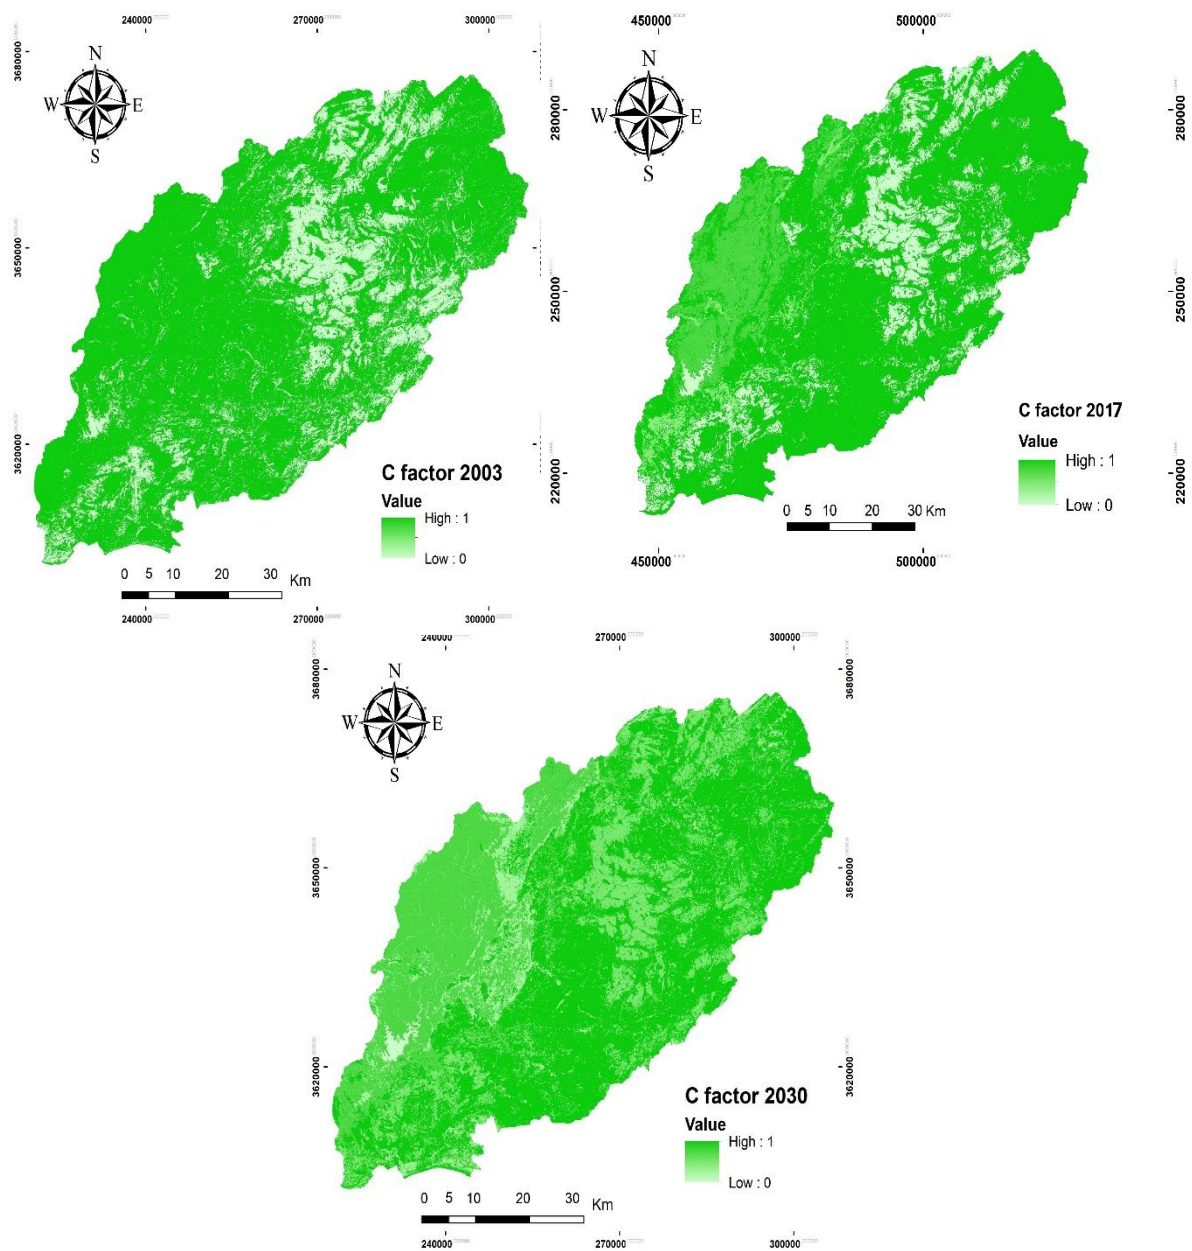 240000 270000 300000
3680000
3650000
3620000
N
W E
S
C factor 2003
Value
High : 1
Low : 0
0 5 10 20 30 Km
240000 270000 300000
450000 500000
N
W E
S
280000
250000
220000
280000
250000
220000
C factor 2017
Value
High : 1
Low : 0
0 5 10 20 30 Km
450000 500000
240000 270000 300000
3680000
3650000
3620000
N
W E
S
3680000
3650000
3620000
C factor 2030
Value
High : 1
Low : 0
0 5 10 20 30 Km
240000 270000 300000